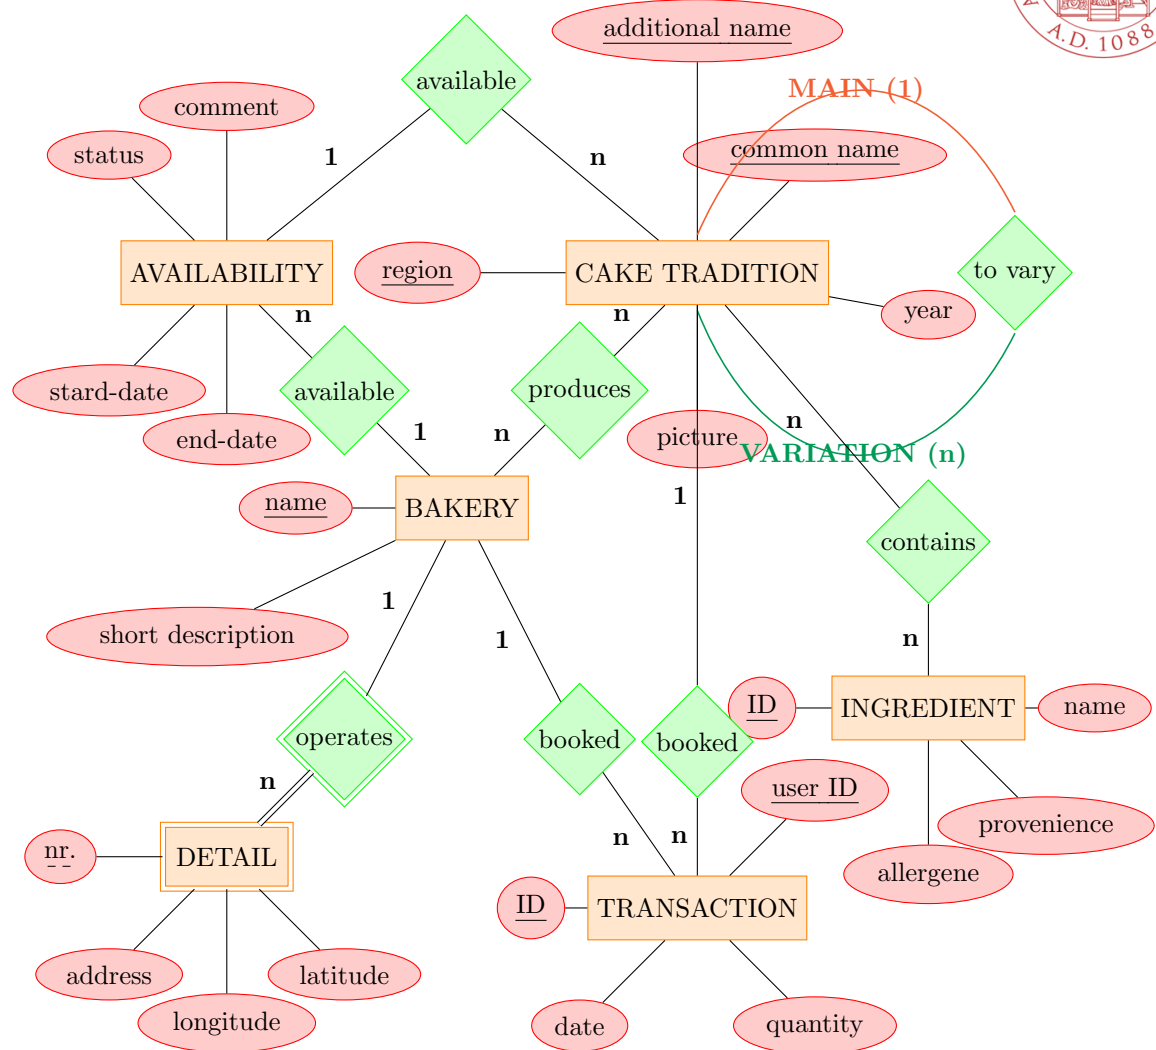 additional name
A.D. 1088
available
MAIN (1)
comment
status
1
n
common name
AVAILABILITY
region
CAKE TRADITION
to vary
n
n
year
stard-date
available
produces
end-date
1
n
picture
n
VARIATION (n)
name
BAKERY
1
contains
1
short description
1
n
ID
INGREDIENT
name
operates
booked
booked
n
user ID
provenience
n
n
nr.
DETAIL
allergene
ID
TRANSACTION
address
latitude
longitude
date
quantity